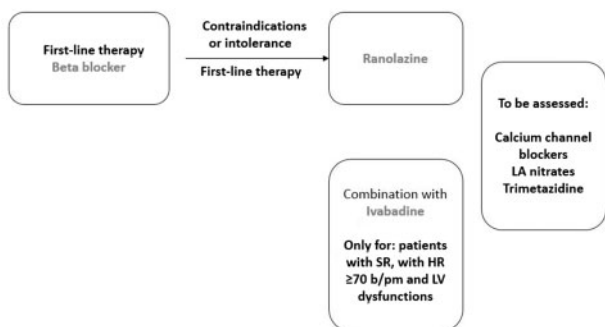 First-line therapy
Beta blocker
Contraindications
or intolerance
First-line therapy
Ranolazine
To be assessed:
Calcium channel
blockers
LA nitrates
Trimetazidine
Combination with
Ivabadine
Only for: patients
with SR, with HR
≥70 b/pm and LV
dysfunctions